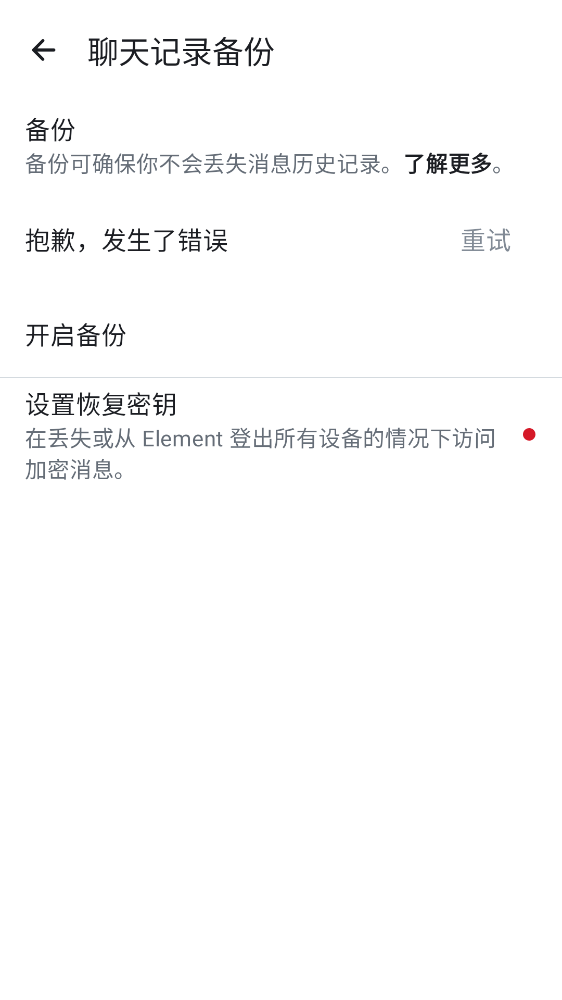 聊天记录备份
备份
备份可确保你不会丢失消息历史记录。了解更多。
抱歉，发生了错误
重试
开启备份
设置恢复密钥
在丢失或从 Element 登出所有设备的情况下访问
加密消息。